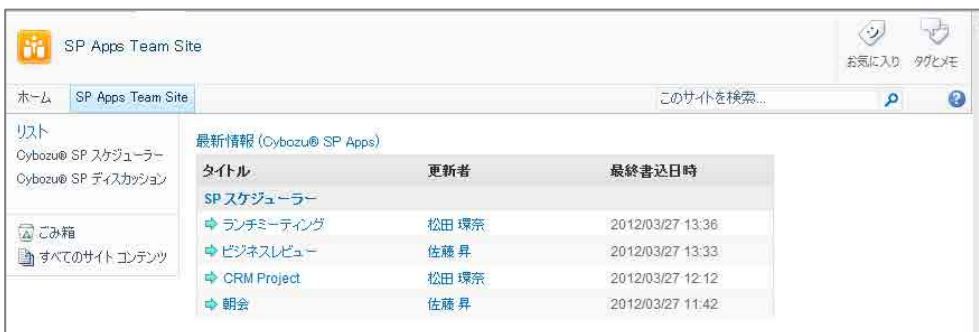 SP Apps Team Site
お気に入り タグとメモ
ホーム SP Apps Team Site このサイトを検索...
リスト
Cybozu® SP スケジューラー
Cybozu® SP ディスカッション
ごみ箱
すべてのサイト コンテンツ
最新情報 (Cybozu® SP Apps)
タイトル 更新者 最終書込日時
SP スケジューラー
ランチミーティング 松田 環奈 2012/03/27 13:36
ビジネスレビュー 佐藤 昇 2012/03/27 13:33
CRM Project 松田 環奈 2012/03/27 12:12
朝会 佐藤 昇 2012/03/27 11:42